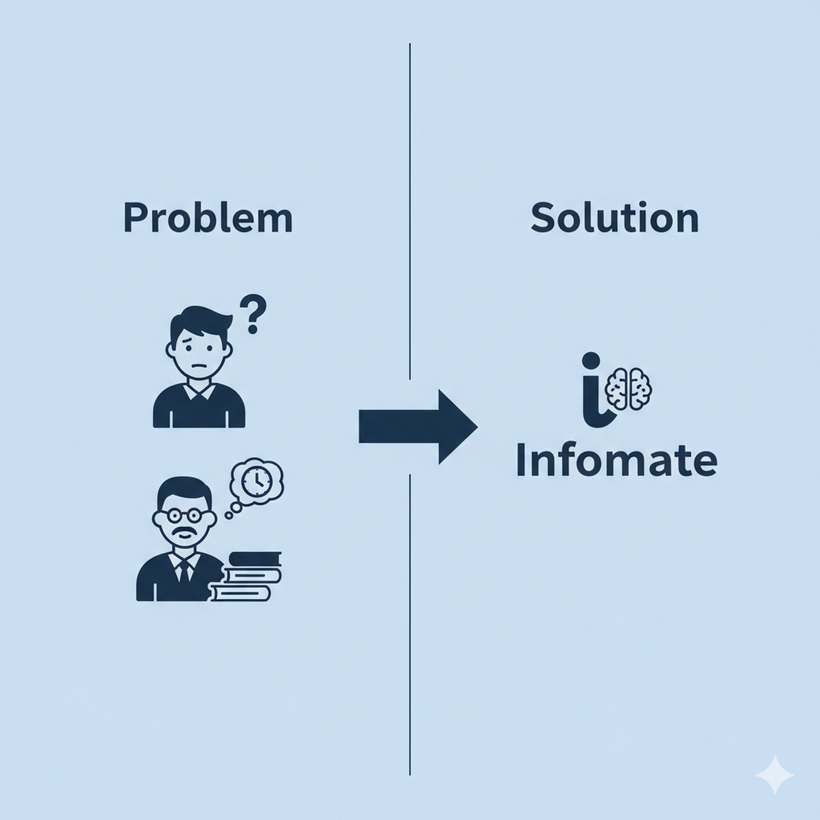 Problem
Solution
?
i
Infomate